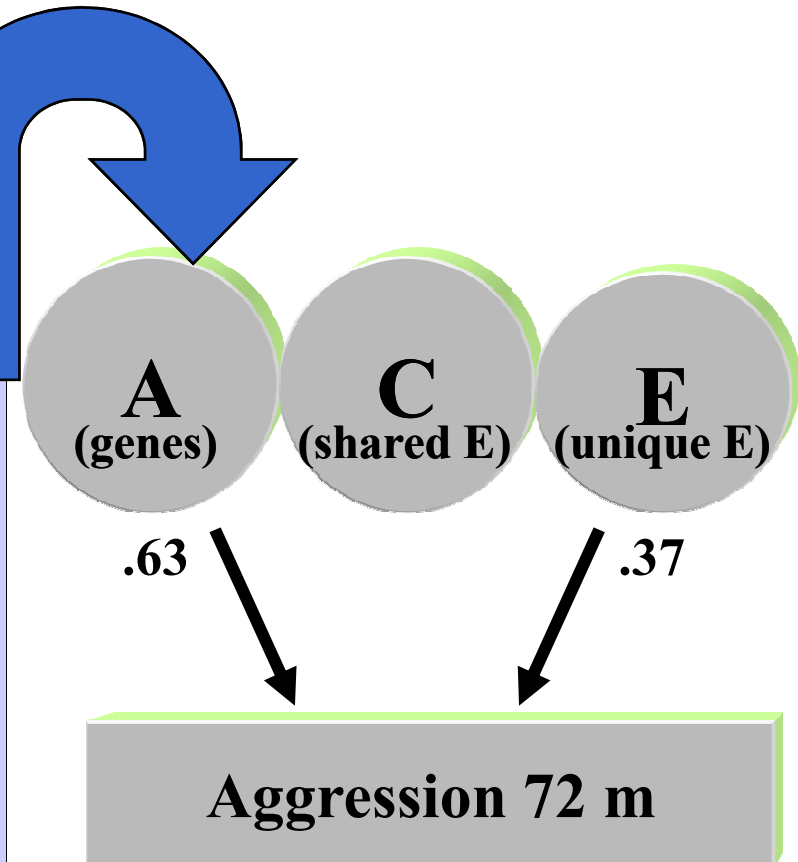 A
(genes)
C
(shared E)
E
(unique E)
.63
.37
Aggression 72 m